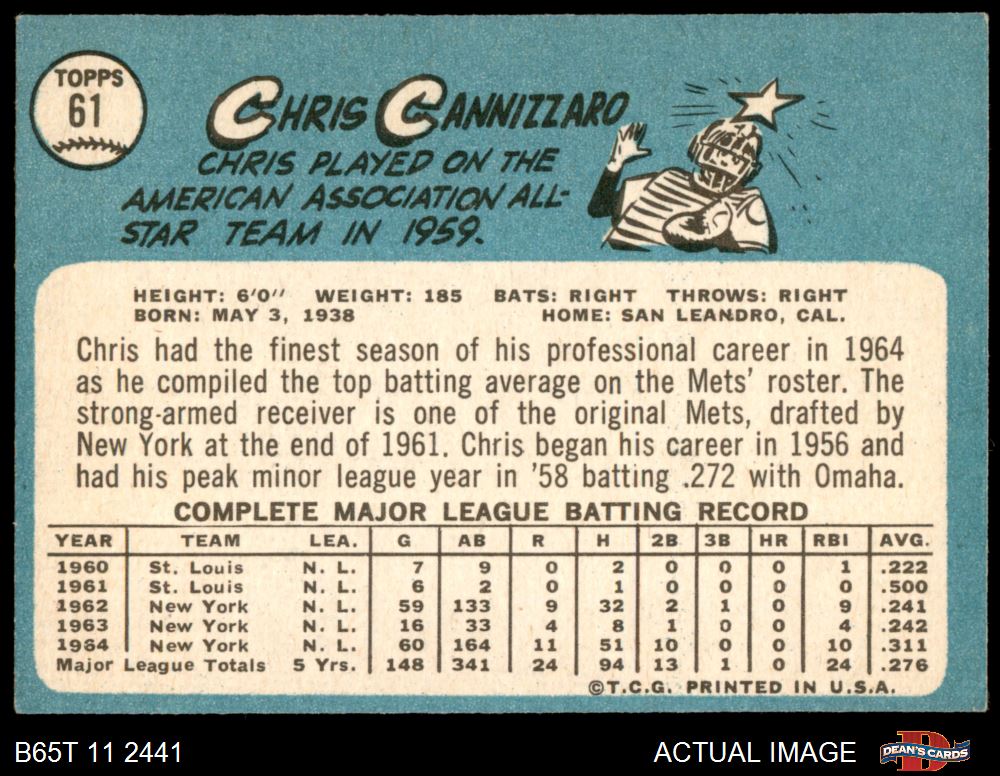 TOPPS
61
CHRIS CANNIZZARO
CHRIS PLAYED ON THE
AMERICAN ASSOCIATION ALL-
STAR TEAM IN 1959.
HEIGHT: 6'0" WEIGHT: 185 BATS: RIGHT THROWS: RIGHT
BORN: MAY 3, 1938 HOME: SAN LEANDRO, CAL.
Chris had the finest season of his professional career in 1964
as he compiled the top batting average on the Mets' roster. The
strong-armed receiver is one of the original Mets, drafted by
New York at the end of 1961. Chris began his career in 1956 and
had his peak minor league year in '58 batting .272 with Omaha.
COMPLETE MAJOR LEAGUE BATTING RECORD
YEAR TEAM LEA. G AB R H 2B 3B HR RBI AVG.
1960 St. Louis N. L. 7 9 0 2 0 0 0 1 .222
1961 St. Louis N. L. 6 2 0 1 0 0 0 0 .500
1962 New York N. L. 59 133 9 32 2 1 0 9 .241
1963 New York N. L. 16 33 4 8 1 0 0 4 .242
1964 New York N. L. 60 164 11 51 10 0 0 10 .311
Major League Totals 5 Yrs. 148 341 24 94 13 1 0 24 .276
©T.C.G. PRINTED IN U.S.A.
B65T 11 2441 ACTUAL IMAGE DEAN'S CARDS